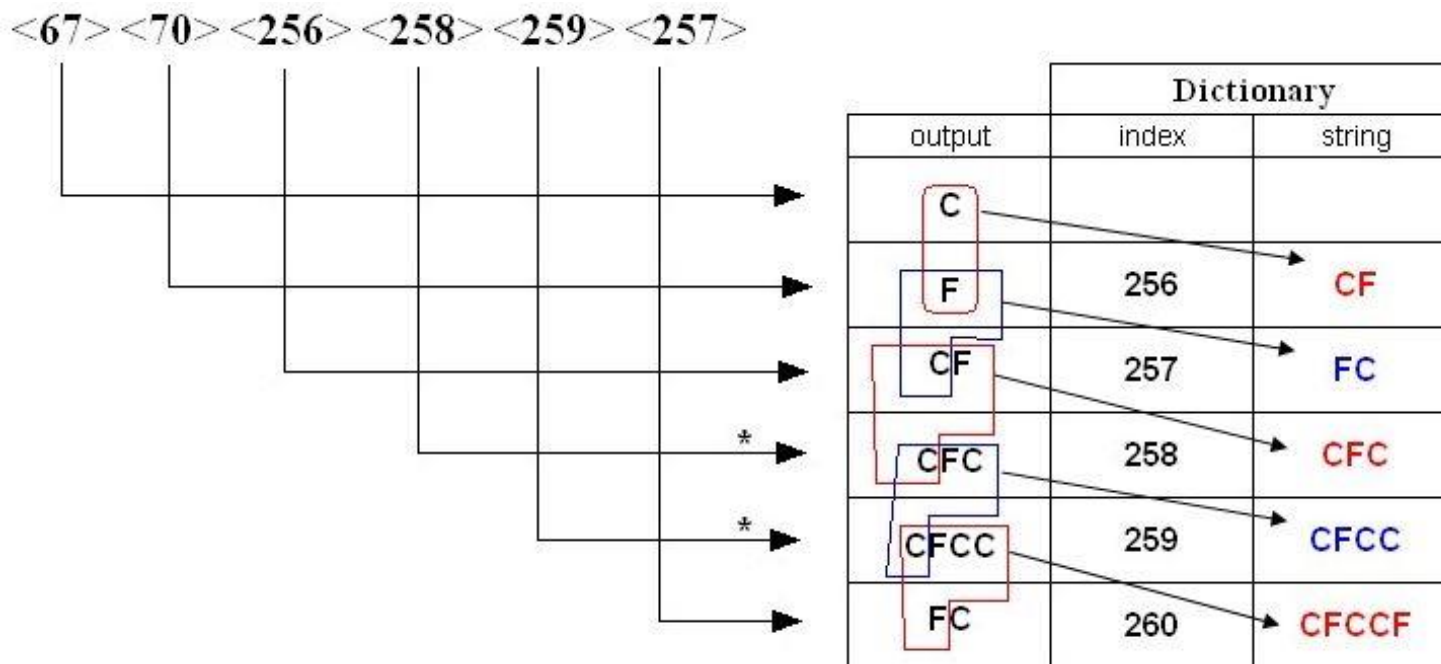 <67> <70> <256> <258> <259> <257>
Dictionary
output index string
C
F 256 CF
CF 257 FC
* CFC 258 CFC
* CFCC 259 CFCC
FC 260 CFCCF